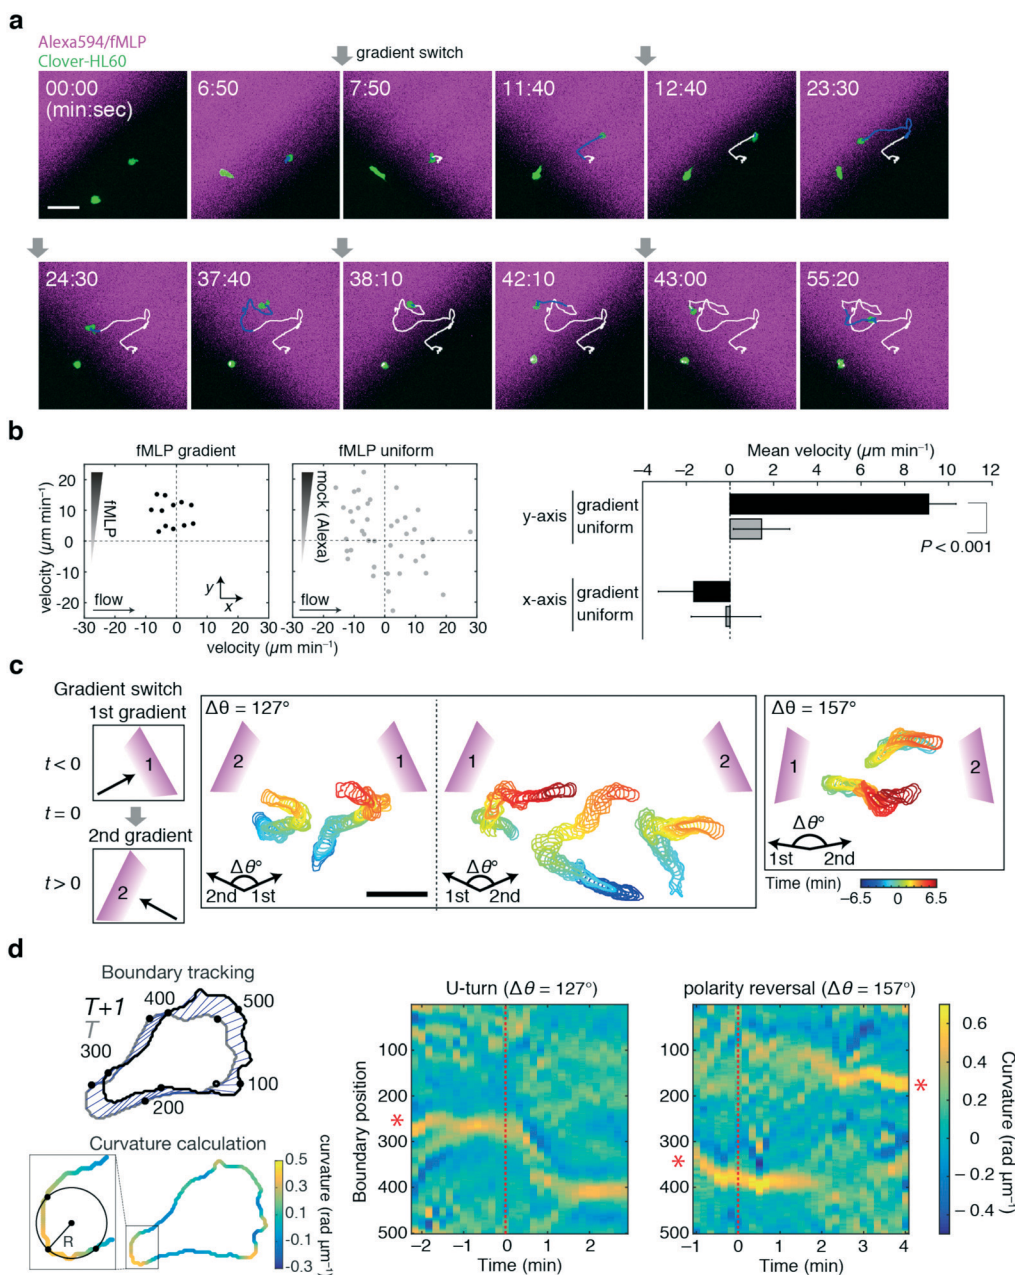 a
Alexa594/fMLP
Clover-HL60
gradient switch
00:00
(min:sec)
6:50
7:50
11:40
12:40
23:30
24:30
37:40
38:10
42:10
43:00
55:20
b
fMLP gradient
fMLP uniform
velocity (µm min⁻¹)
20
10
0
-10
-20
fMLP
y
x
flow
mock (Alexa)
flow
-30 -20 -10 0 10 20 30
-30 -20 -10 0 10 20 30
velocity (µm min⁻¹)
Mean velocity (µm min⁻¹)
−4 −2 0 2 4 6 8 10 12
y-axis
gradient
uniform
P < 0.001
x-axis
gradient
uniform
c
Gradient switch
1st gradient
t < 0
1
t = 0
2nd gradient
t > 0
2
Δθ = 127°
2
1
Δθ°
2nd 1st
1
2
Δθ°
1st 2nd
Δθ = 157°
1
2
Δθ°
1st 2nd
Time (min)
−6.5 0 6.5
d
Boundary tracking
T+1
T
400
500
300
100
200
Curvature calculation
R
0.5
0.3
0.1
-0.1
-0.3
curvature (rad µm⁻¹)
U-turn (Δθ = 127°)
Boundary position
100
200
*
300
400
500
−2 −1 0 1 2
Time (min)
polarity reversal (Δθ = 157°)
100
200
*
300
*
400
500
−1 0 1 2 3 4
Time (min)
0.6
0.4
0.2
0
− 0.2
− 0.4
Curvature (rad µm⁻¹)